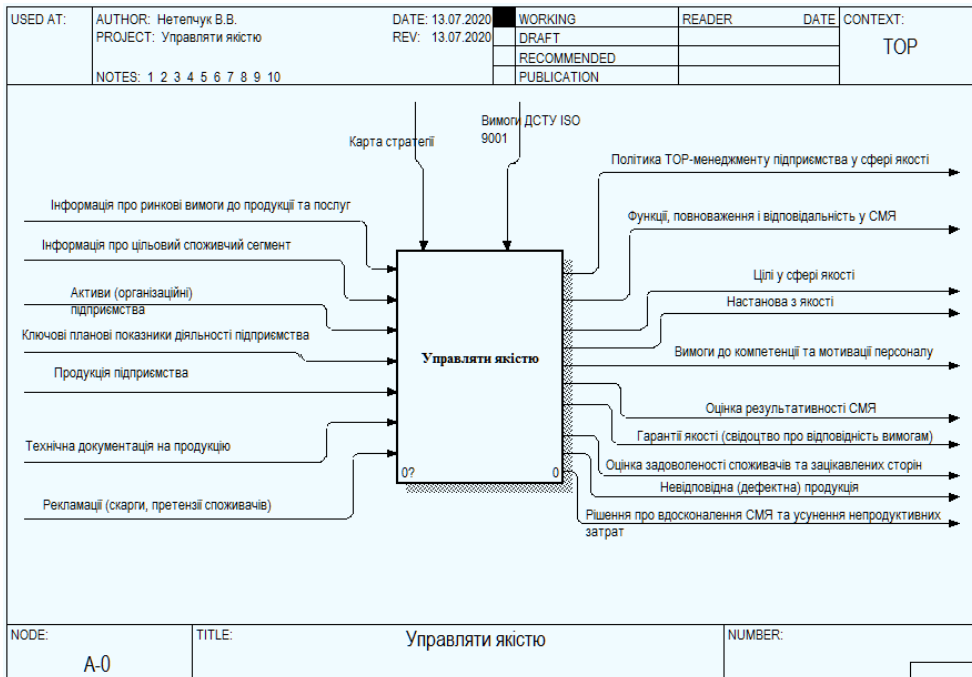 USED AT:
AUTHOR: Нетепчук В.В.
DATE: 13.07.2020
WORKING
READER
DATE
CONTEXT:
PROJECT: Управляти якістю
REV: 13.07.2020
DRAFT
TOP
RECOMMENDED
NOTES: 1 2 3 4 5 6 7 8 9 10
PUBLICATION
Карта стратегії
Вимоги ДСТУ ISO
9001
Інформація про ринкові вимоги до продукції та послуг
Інформація про цільовий споживчий сегмент
Активи (організаційні)
підприємства
Ключові планові показники діяльності підприємства
Продукція підприємства
Технічна документація на продукцію
Рекламації (скарги, претензії споживачів)
Управляти якістю
0?
0
Політика ТОР-менеджменту підприємства у сфері якості
Функції, повноваження і відповідальність у СМЯ
Цілі у сфері якості
Настанова з якості
Вимоги до компетенції та мотивації персоналу
Оцінка результативності СМЯ
Гарантії якості (свідоцтво про відповідність вимогам)
Оцінка задоволеності споживачів та зацікавлених сторін
Невідповідна (дефектна) продукція
Рішення про вдосконалення СМЯ та усунення непродуктивних
затрат
NODE:
TITLE:
Управляти якістю
NUMBER:
A-0